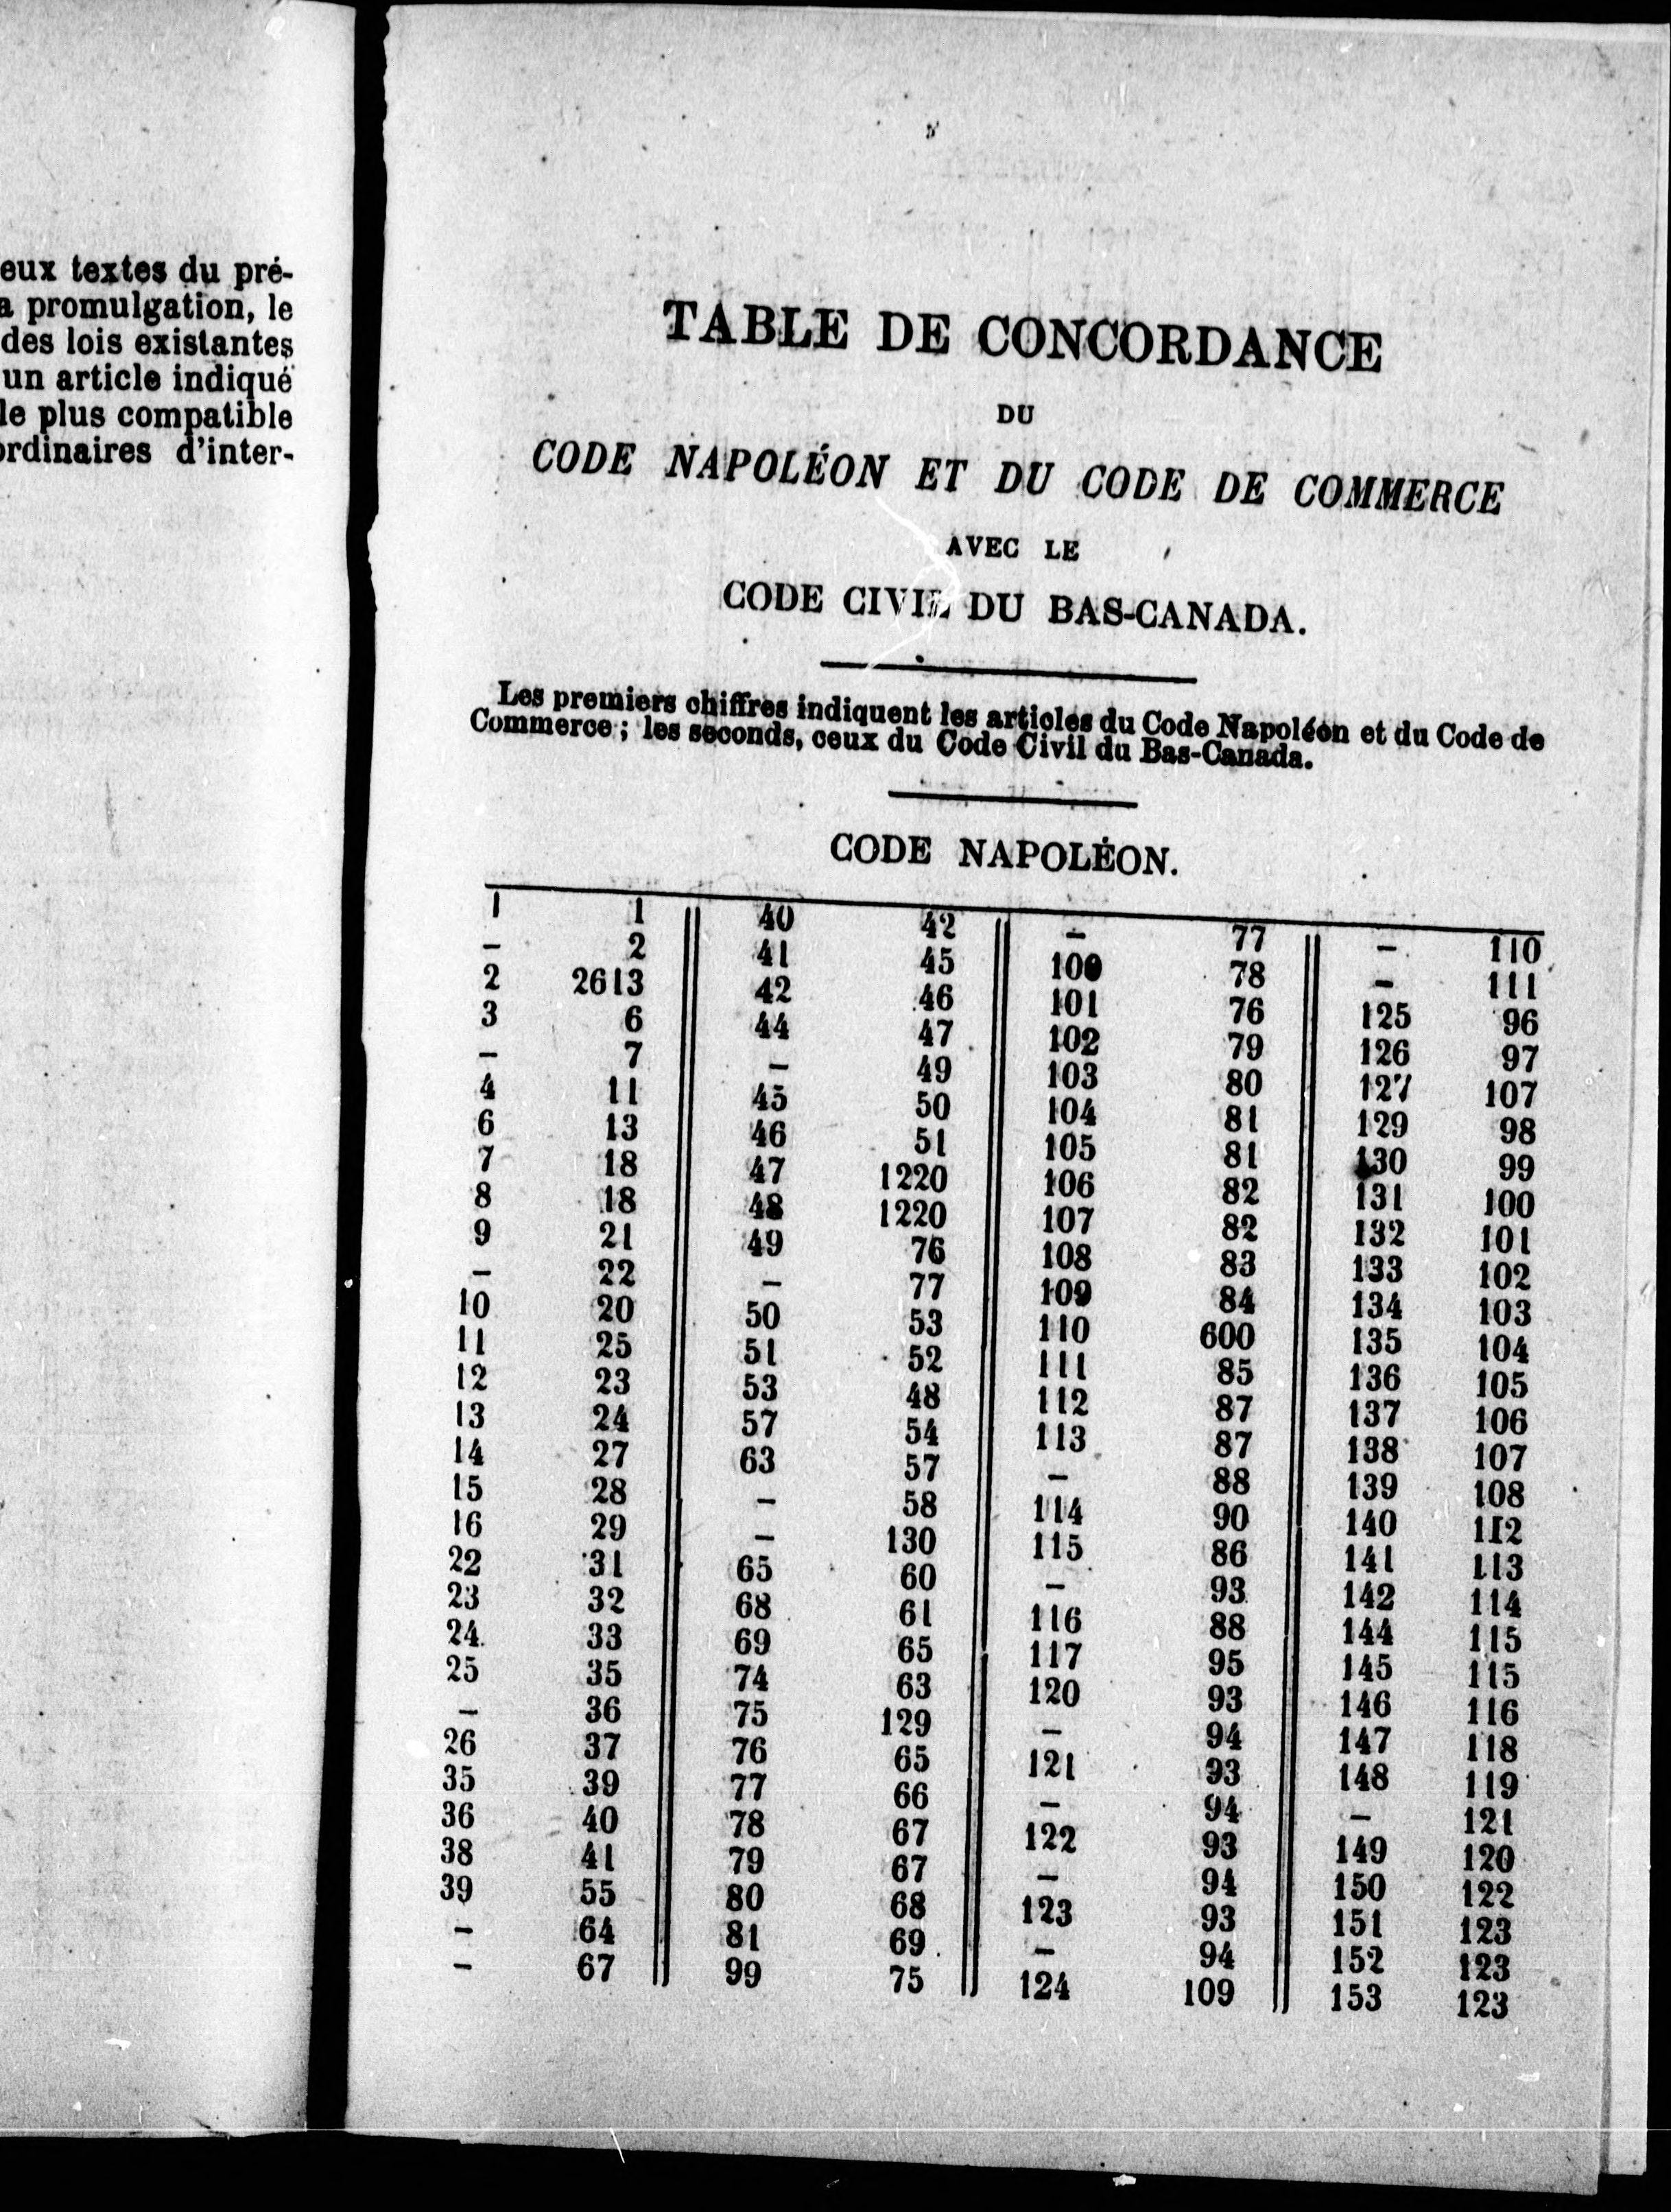 eux textes du pré-
a promulgation, le
des lois existantes
un article indiqué
le plus compatible
ordinaires d'inter-
TABLE DE CONCORDANCE
DU
CODE NAPOLÉON ET DU CODE DE COMMERCE
AVEC LE
CODE CIVIL DU BAS-CANADA.
Les premiers chiffres indiquent les articles du Code Napoléon et du Code de
Commerce ; les seconds, ceux du Code Civil du Bas-Canada.
CODE NAPOLÉON.
1 1 40 42 – 77 – 110
– 2 41 45 100 78 – 111
2 2613 42 46 101 76 125 96
3 6 44 47 102 79 126 97
– 7 – 49 103 80 127 107
4 11 45 50 104 81 129 98
6 13 46 51 105 81 130 99
7 18 47 1220 106 82 131 100
8 18 48 1220 107 82 132 101
9 21 49 76 108 83 133 102
– 22 – 77 109 84 134 103
10 20 50 53 110 600 135 104
11 25 51 52 111 85 136 105
12 23 53 48 112 87 137 106
13 24 57 54 113 87 138 107
14 27 63 57 – 88 139 108
15 28 – 58 114 90 140 112
16 29 – 130 115 86 141 113
22 31 65 60 – 93 142 114
23 32 68 61 116 88 144 115
24 33 69 65 117 95 145 115
25 35 74 63 120 93 146 116
– 36 75 129 – 94 147 118
26 37 76 65 121 93 148 119
35 39 77 66 – 94 – 121
36 40 78 67 122 93 149 120
38 41 79 67 – 94 150 122
39 55 80 68 123 93 151 123
– 64 81 69 – 94 152 123
– 67 99 75 124 109 153 123